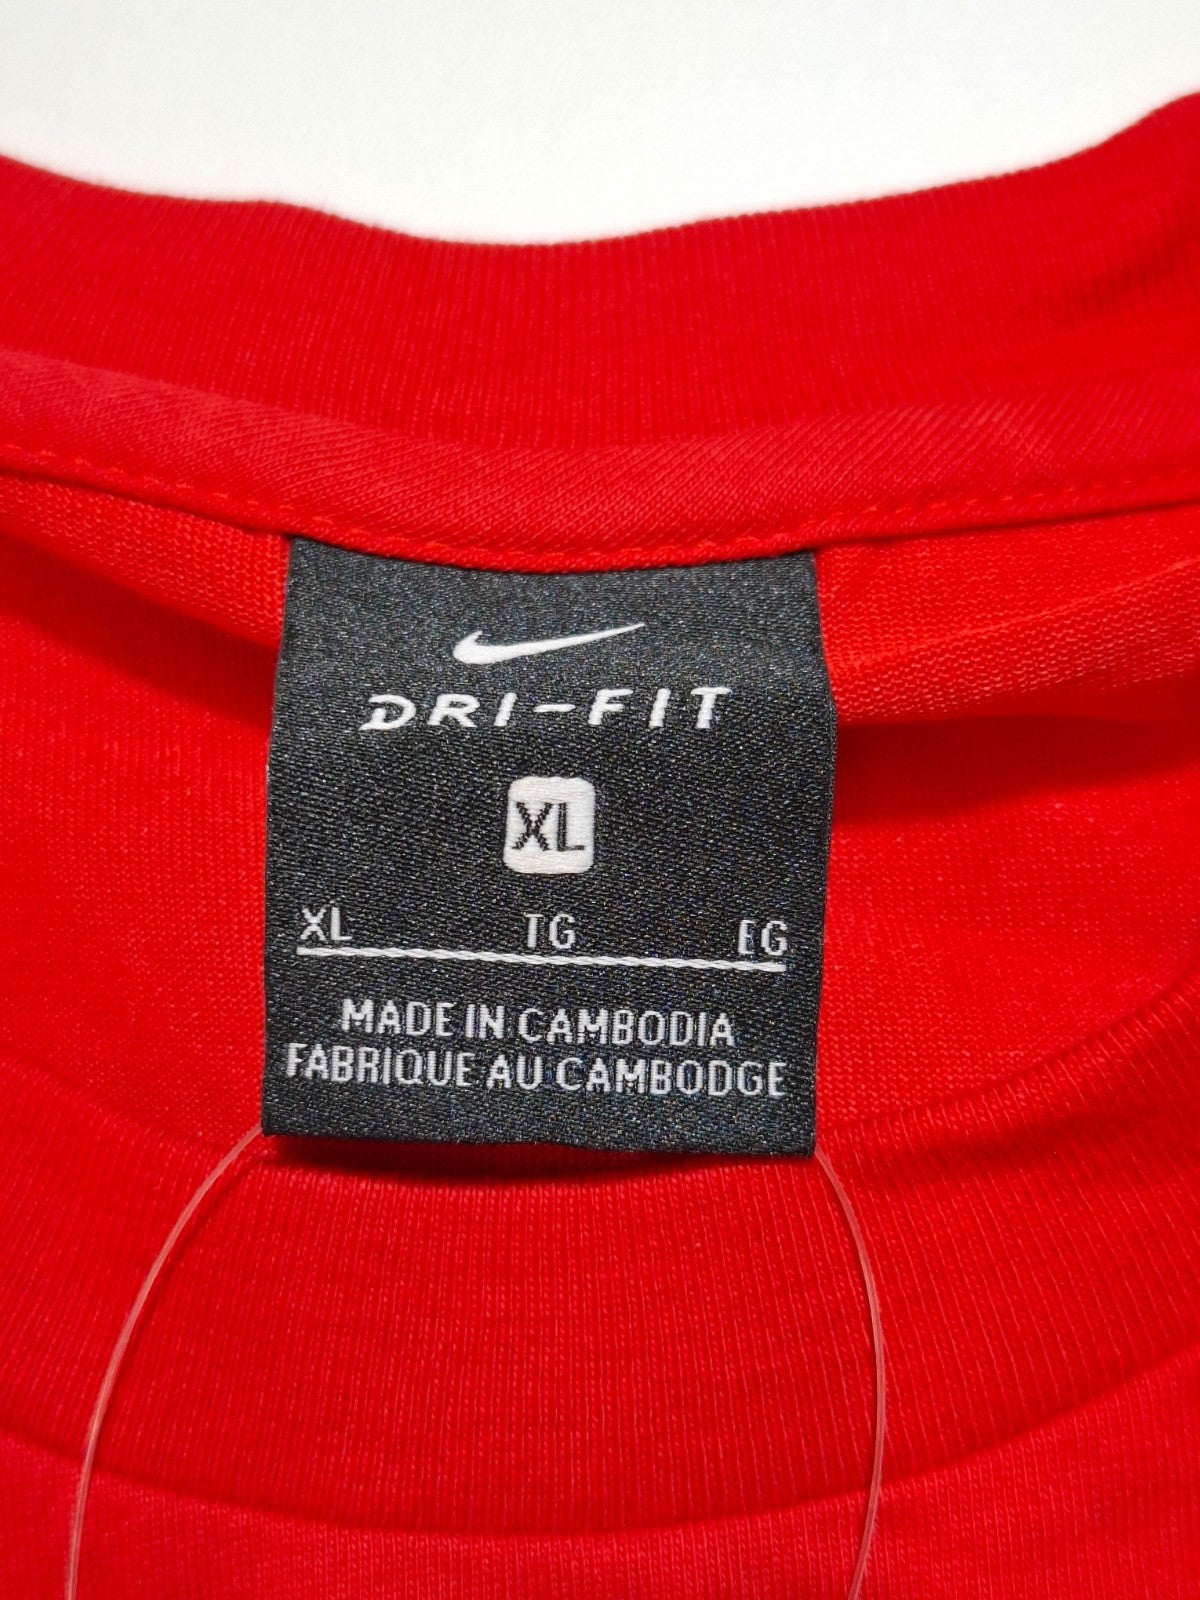 DRI-FIT
XL
XL TG EG
MADE IN CAMBODIA
FABRIQUE AU CAMBODGE